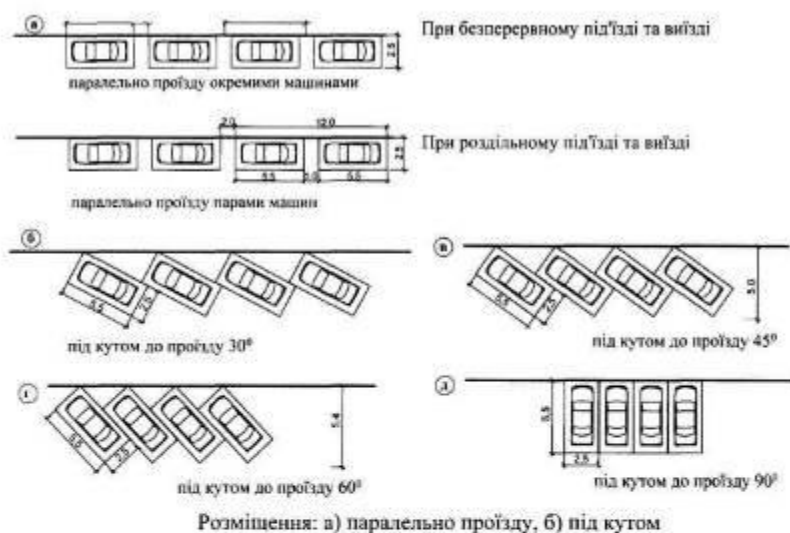 а
При безперервному під'їзді та виїзді
2.5
паралельно проїзду окремими машинами
2.0 12.0
При роздільному під'їзді та виїзді
2.5
5.5 5.5
паралельно проїзду парами машин
б
5.5 2.5
під кутом до проїзду 30⁰
в
5.5 2.5 5.0
під кутом до проїзду 45⁰
г
5.5 2.5 5.4
під кутом до проїзду 60⁰
д
5.5
2.5
під кутом до проїзду 90⁰
Розміщення: а) паралельно проїзду, б) під кутом